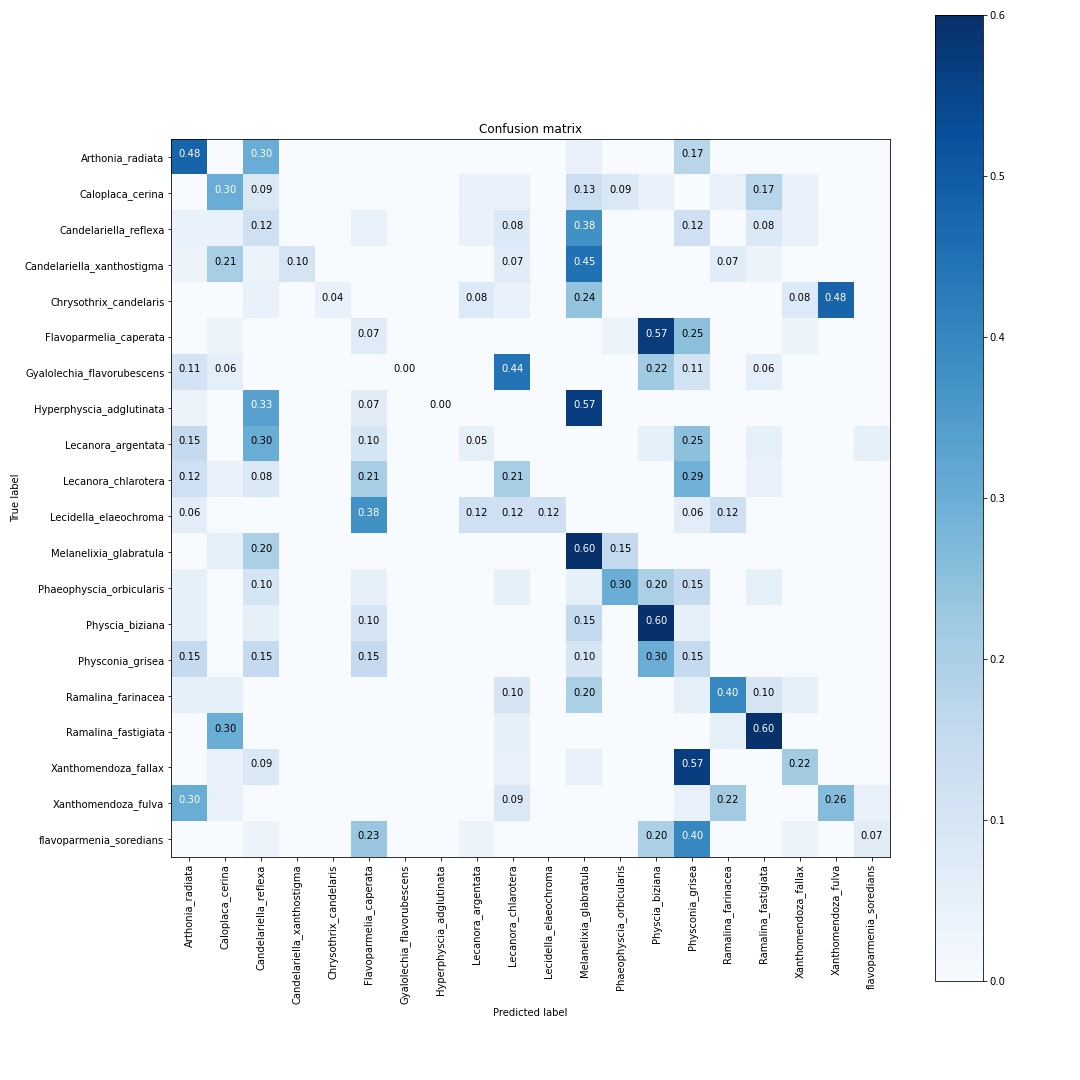 Confusion matrix
Arthonia_radiata 0.48 0.30 0.17
Caloplaca_cerina 0.30 0.09 0.13 0.09 0.17
Candelariella_reflexa 0.12 0.08 0.38 0.12 0.08
Candelariella_xanthostigma 0.21 0.10 0.07 0.45 0.07
Chrysothrix_candelaris 0.04 0.08 0.24 0.08 0.48
Flavoparmelia_caperata 0.07 0.57 0.25
Gyalolechia_flavorubescens 0.11 0.06 0.00 0.44 0.22 0.11 0.06
Hyperphyscia_adglutinata 0.33 0.07 0.00 0.57
Lecanora_argentata 0.15 0.30 0.10 0.05 0.25
Lecanora_chlarotera 0.12 0.08 0.21 0.21 0.29
Lecidella_elaeochroma 0.06 0.38 0.12 0.12 0.12 0.06 0.12
Melanelixia_glabratula 0.20 0.60 0.15
Phaeophyscia_orbicularis 0.10 0.30 0.20 0.15
Physcia_biziana 0.10 0.15 0.60
Physconia_grisea 0.15 0.15 0.15 0.10 0.30 0.15
Ramalina_farinacea 0.10 0.20 0.40 0.10
Ramalina_fastigiata 0.30 0.60
Xanthomendoza_fallax 0.09 0.57 0.22
Xanthomendoza_fulva 0.30 0.09 0.22 0.26
flavoparmenia_soredians 0.23 0.20 0.40 0.07
True label
Arthonia_radiata
Caloplaca_cerina
Candelariella_reflexa
Candelariella_xanthostigma
Chrysothrix_candelaris
Flavoparmelia_caperata
Gyalolechia_flavorubescens
Hyperphyscia_adglutinata
Lecanora_argentata
Lecanora_chlarotera
Lecidella_elaeochroma
Melanelixia_glabratula
Phaeophyscia_orbicularis
Physcia_biziana
Physconia_grisea
Ramalina_farinacea
Ramalina_fastigiata
Xanthomendoza_fallax
Xanthomendoza_fulva
flavoparmenia_soredians
Predicted label
0.6
0.5
0.4
0.3
0.2
0.1
0.0